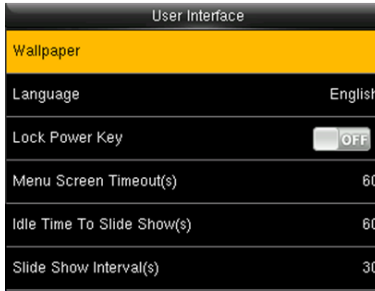 User Interface
Wallpaper
Language English
Lock Power Key OFF
Menu Screen Timeout(s) 60
Idle Time To Slide Show(s) 60
Slide Show Interval(s) 30